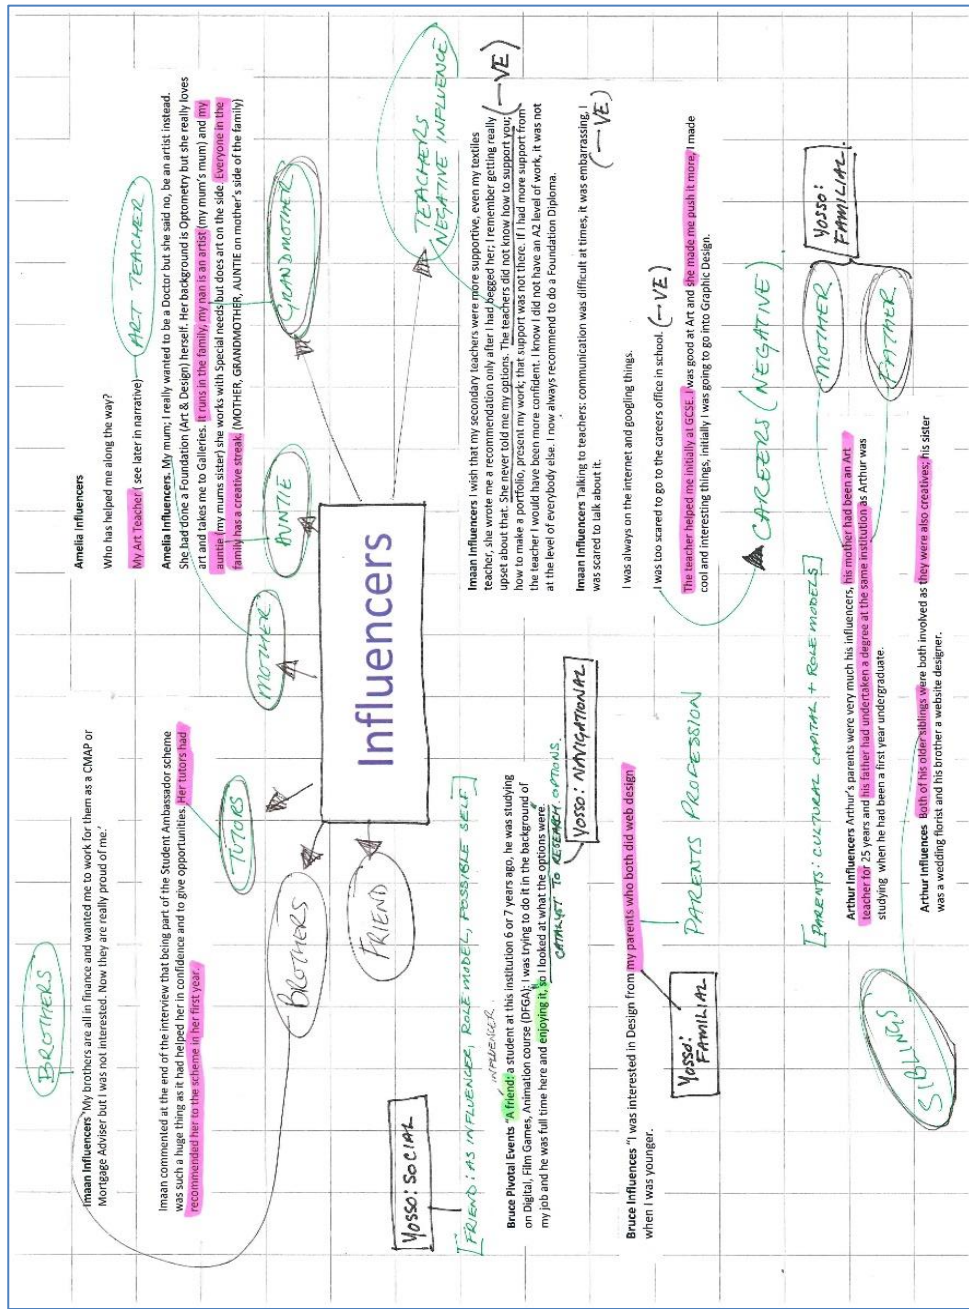 BROTHERS
Imaan Influencers 'My brothers are all in finance and wanted me to work for them as a CMAP or
Mortgage Adviser but I was not interested. Now they are really proud of me.'
Imaan commented at the end of the interview that being part of the Student Ambassador scheme
was such a huge thing as it had helped her in confidence and to give opportunities. Her tutors had
recommended her to the scheme in her first year.
TUTORS
BROTHERS
FRIEND
MOTHER
AUNTIE
GRANDMOTHER
Influencers
Amelia Influencers
Who has helped me along the way?
My Art Teacher ( see later in narrative)
ART TEACHER
Amelia Influencers. My mum; I really wanted to be a Doctor but she said no, be an artist instead.
She had done a Foundation (Art & Design) herself. Her background is Optometry but she really loves
art and takes me to Galleries. It runs in the family, my nan is an artist (my mum's mum) and my
auntie (my mums sister) she works with Special needs but does art on the side. Everyone in the
family has a creative streak. (MOTHER, GRANDMOTHER, AUNTIE on mother's side of the family)
TEACHERS
NEGATIVE INFLUENCE
YOSSO: SOCIAL
[FRIEND: AS INFLUENCER, ROLE MODEL, POSSIBLE SELF]
INFLUENCER
Bruce Pivotal Events "A friend: a student at this institution 6 or 7 years ago, he was studying
on Digital, Film Games, Animation course (DFGA); I was trying to do it in the background of
my job and he was full time here and enjoying it, so I looked at what the options were.
CATALYST TO RESEARCH OPTIONS.
YOSSO: NAVIGATIONAL
Bruce Influences "I was interested in Design from my parents who both did web design
when I was younger.
YOSSO:
FAMILIAL
PARENTS PROFESSION
Imaan Influencers I wish that my secondary teachers were more supportive, even my textiles
teacher, she wrote me a recommendation only after I had begged her; I remember getting really
upset about that. She never told me my options. The teachers did not know how to support you; (-VE)
how to make a portfolio, present my work; that support was not there. If I had more support from
the teacher I would have been more confident. I know I did not have an A2 level of work, it was not
at the level of everybody else. I now always recommend to do a Foundation Diploma.
Imaan Influencers Talking to teachers: communication was difficult at times, it was embarrassing, I
was scared to talk about it. (-VE)
I was always on the internet and googling things.
I was too scared to go to the careers office in school. (-VE)
The teacher helped me initially at GCSE. I was good at Art and she made me push it more, I made
cool and interesting things, initially I was going to go into Graphic Design.
CAREERS (NEGATIVE)
[PARENTS: CULTURAL CAPITAL + ROLE MODELS]
Arthur Influencers Arthur's parents were very much his influencers, his mother had been an Art
teacher for 25 years and his father had undertaken a degree at the same institution as Arthur was
studying when he had been a first year undergraduate.
MOTHER
FATHER
YOSSO:
FAMILIAL.
Arthur Influences Both of his older siblings were both involved as they were also creatives; his sister
was a wedding florist and his brother a website designer.
SIBLINGS